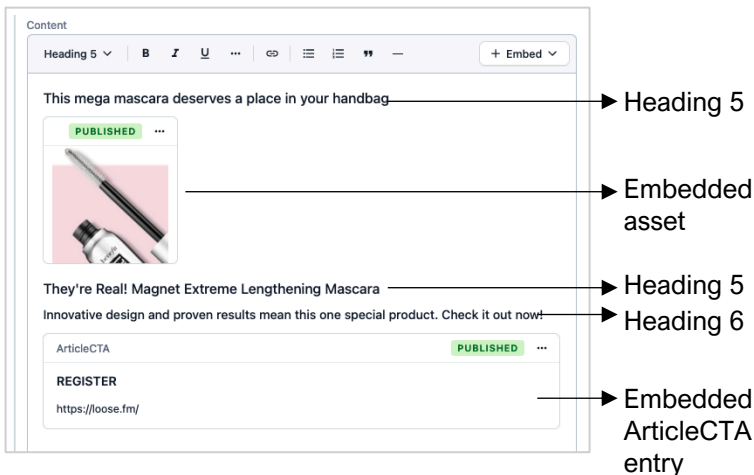 Content
Heading 5 B I U ... + Embed
This mega mascara deserves a place in your handbag
Heading 5
PUBLISHED ...
Embedded
asset
They're Real! Magnet Extreme Lengthening Mascara
Heading 5
Innovative design and proven results mean this one special product. Check it out now!
Heading 6
ArticleCTA PUBLISHED ...
REGISTER
https://loose.fm/
Embedded
ArticleCTA
entry